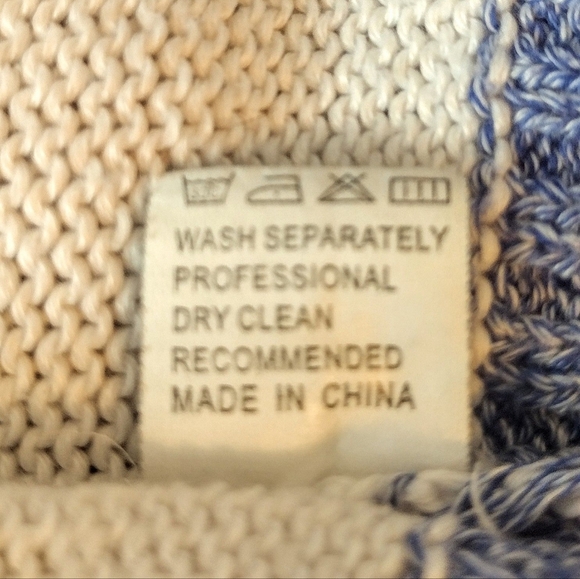 WASH SEPARATELY
PROFESSIONAL
DRY CLEAN
RECOMMENDED
MADE IN CHINA